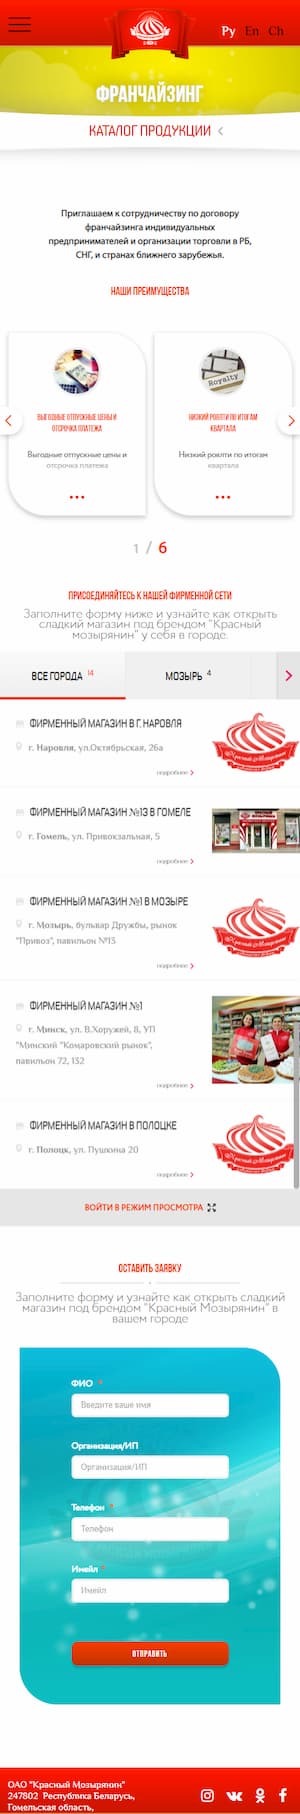 Ру En Ch
ФРАНЧАЙЗИНГ
КАТАЛОГ ПРОДУКЦИИ
Приглашаем к сотрудничеству по договору
франчайзинга индивидуальных
предпринимателей и организации торговли в РБ,
СНГ, и странах ближнего зарубежья.
НАШИ ПРЕИМУЩЕСТВА
Royalty
ВЫГОДНЫЕ ОТПУСКНЫЕ ЦЕНЫ И
ОТСРОЧКА ПЛАТЕЖА
Выгодные отпускные цены и
отсрочка платежа
НИЗКИЙ РОЯЛТИ ПО ИТОГАМ
КВАРТАЛА
Низкий роялти по итогам
квартала
1 / 6
ПРИСОЕДИНЯЙТЕСЬ К НАШЕЙ ФИРМЕННОЙ СЕТИ
Заполните форму ниже и узнайте как открыть
сладкий магазин под брендом "Красный
мозырянин" у себя в городе.
ВСЕ ГОРОДА 14
МОЗЫРЬ 4
ФИРМЕННЫЙ МАГАЗИН В Г. НАРОВЛЯ
г. Наровля, ул.Октябрьская, 26а
подробнее
Красный Мозырянин
ФИРМЕННЫЙ МАГАЗИН №13 В ГОМЕЛЕ
г. Гомель, ул. Привокзальная, 5
подробнее
ФИРМЕННЫЙ МАГАЗИН №1 В МОЗЫРЕ
г. Мозырь, бульвар Дружбы, рынок
"Привоз", павильон №13
подробнее
Красный Мозырянин
ФИРМЕННЫЙ МАГАЗИН №1
г. Минск, ул. В.Хоружей, 8, УП
"Минский "Комаровский рынок",
павильон 72, 132
подробнее
ФИРМЕННЫЙ МАГАЗИН В ПОЛОЦКЕ
г. Полоцк, ул. Пушкина 20
подробнее
Красный Мозырянин
ВОЙТИ В РЕЖИМ ПРОСМОТРА
ОСТАВИТЬ ЗАЯВКУ
Заполните форму и узнайте как открыть сладкий
магазин под брендом "Красный Мозырянин" в
вашем городе
ФИО *
Введите ваше имя
Организация/ИП
Организация/ИП
Телефон *
Телефон
Имейл *
Имейл
ОТПРАВИТЬ
ОАО "Красный Мозырянин"
247802 Республика Беларусь,
Гомельская область,